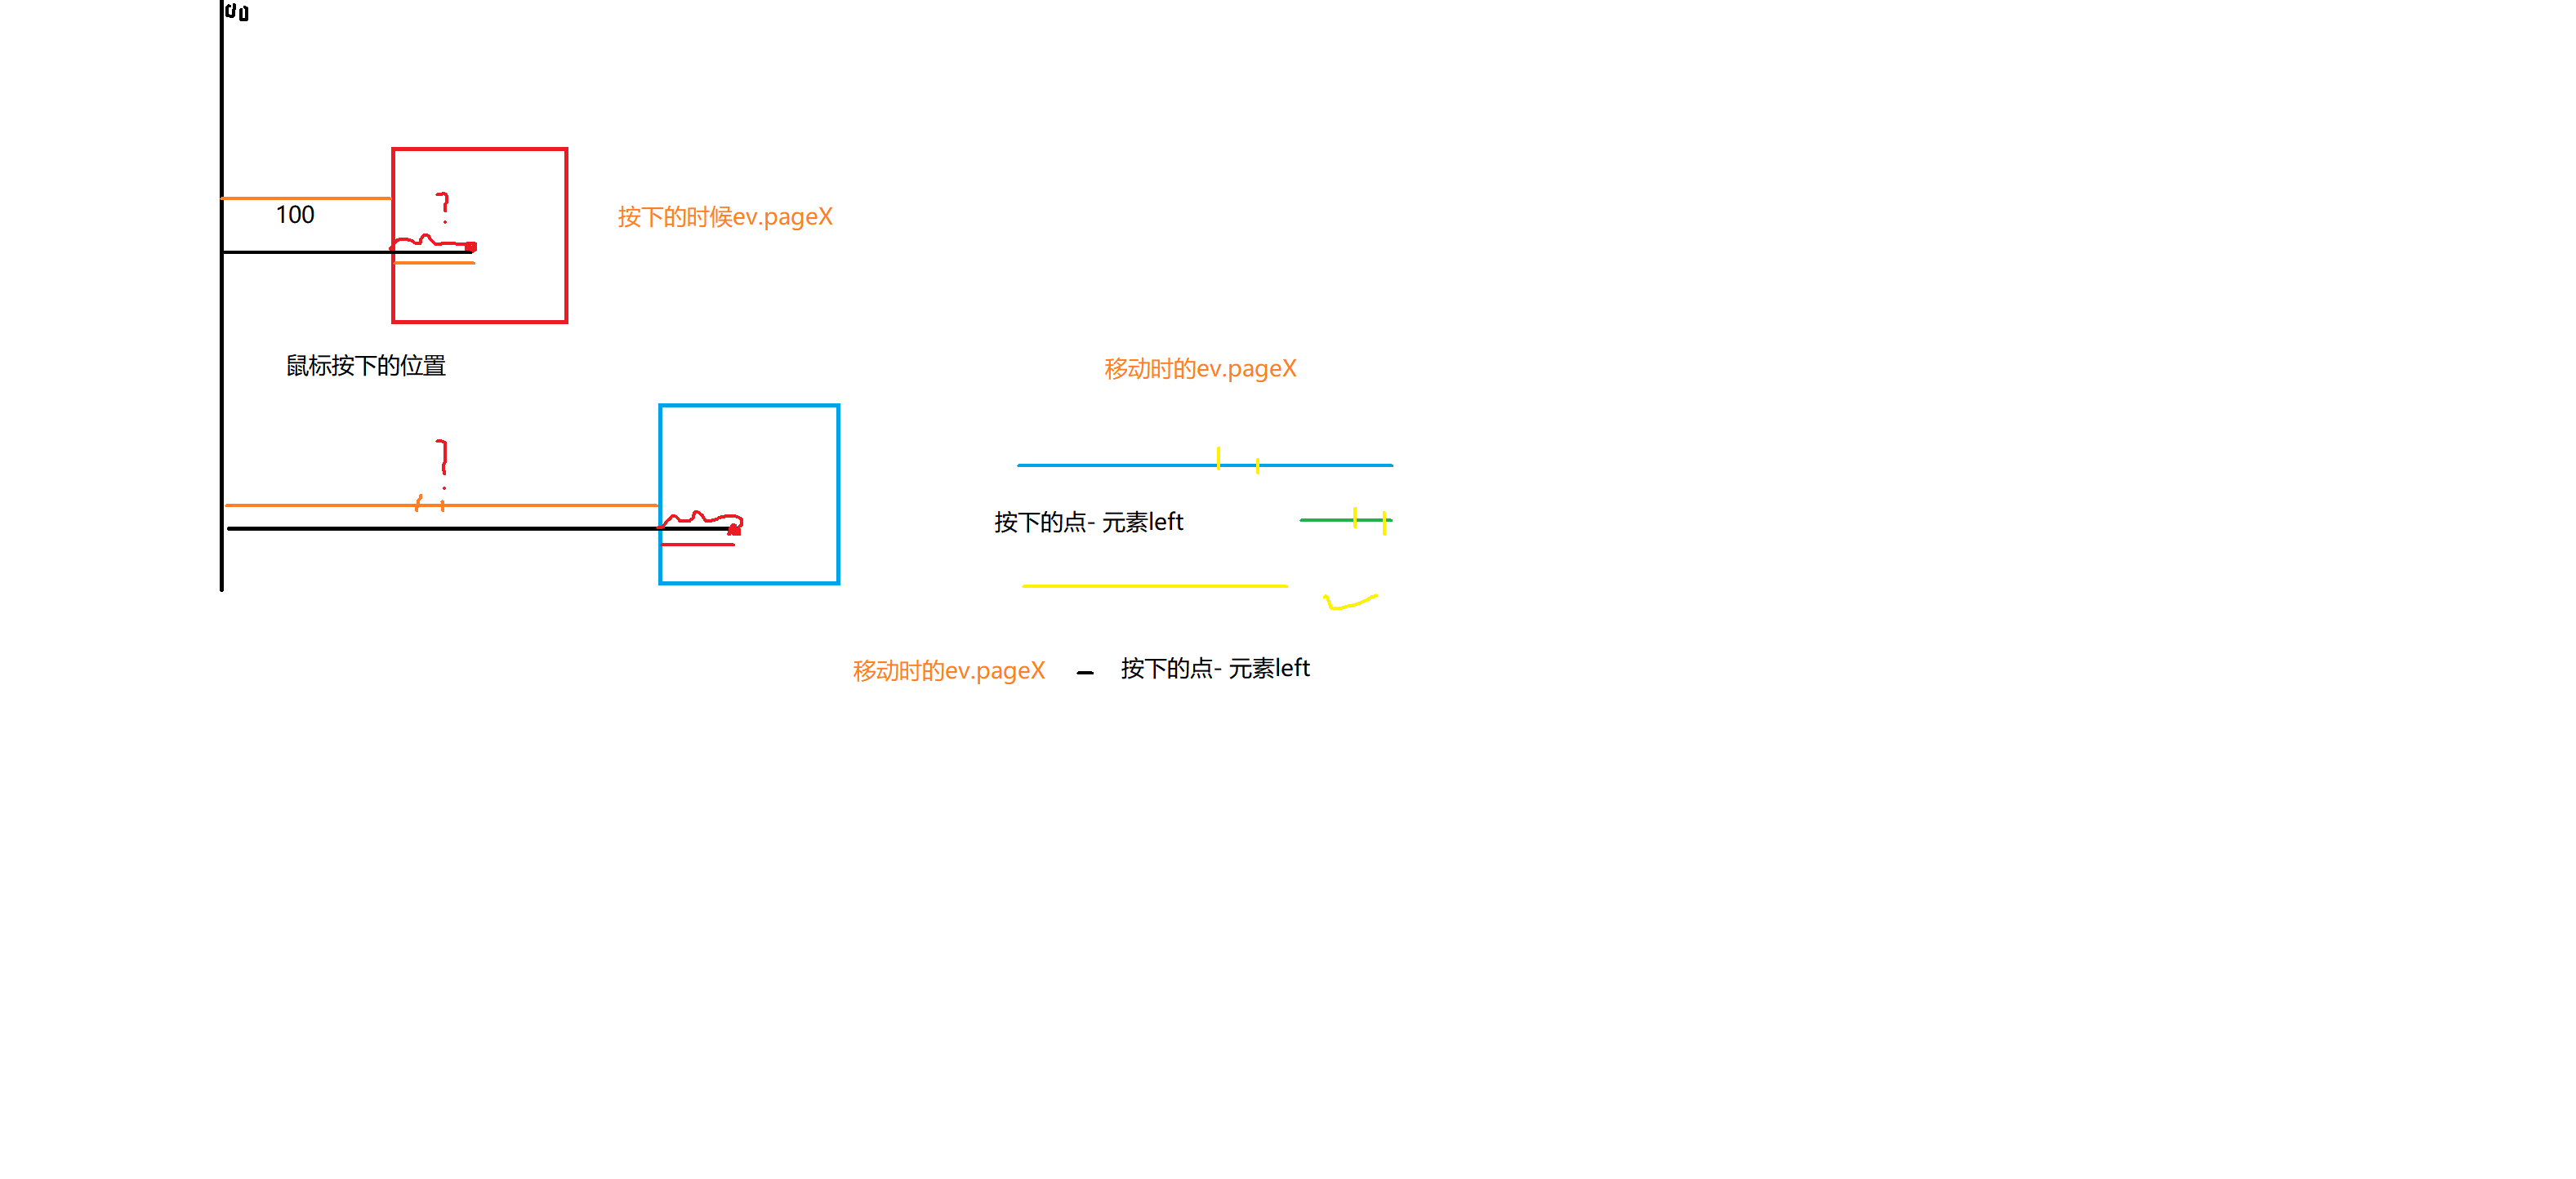 00
100
?
按下的时候ev.pageX
鼠标按下的位置
移动时的ev.pageX
?
按下的点- 元素left
移动时的ev.pageX - 按下的点- 元素left